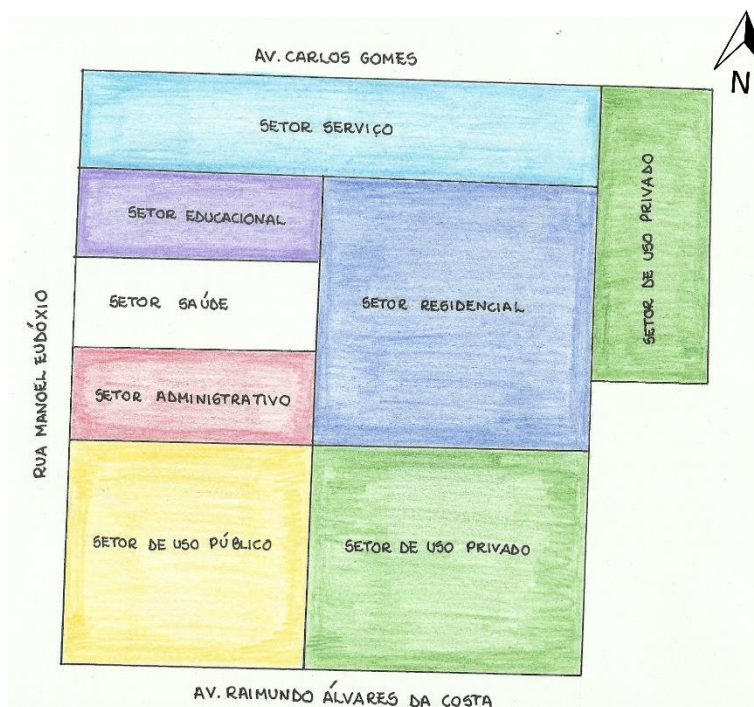 AV. CARLOS GOMES
N
SETOR SERVIÇO
SETOR DE USO PRIVADO
SETOR EDUCACIONAL
SETOR SAÚDE
SETOR RESIDENCIAL
RUA MANOEL EUDÓXIO
SETOR ADMINISTRATIVO
SETOR DE USO PÚBLICO
SETOR DE USO PRIVADO
AV. RAIMUNDO ÁLVARES DA COSTA